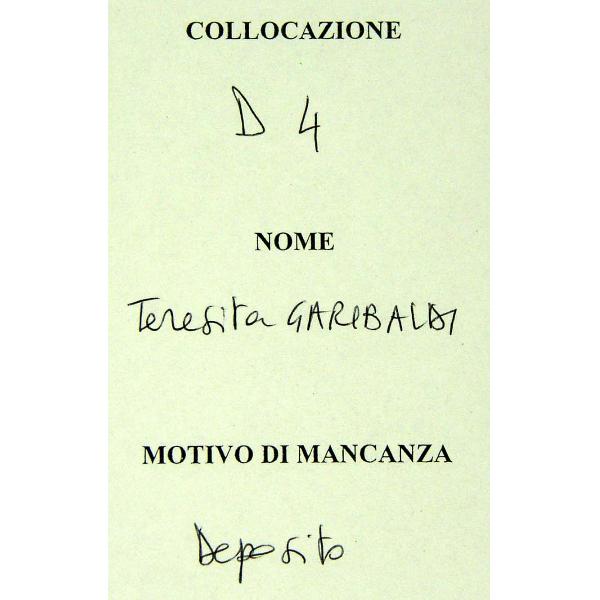 COLLOCAZIONE
D 4
NOME
Teresita GARIBALDI
MOTIVO DI MANCANZA
Deposito